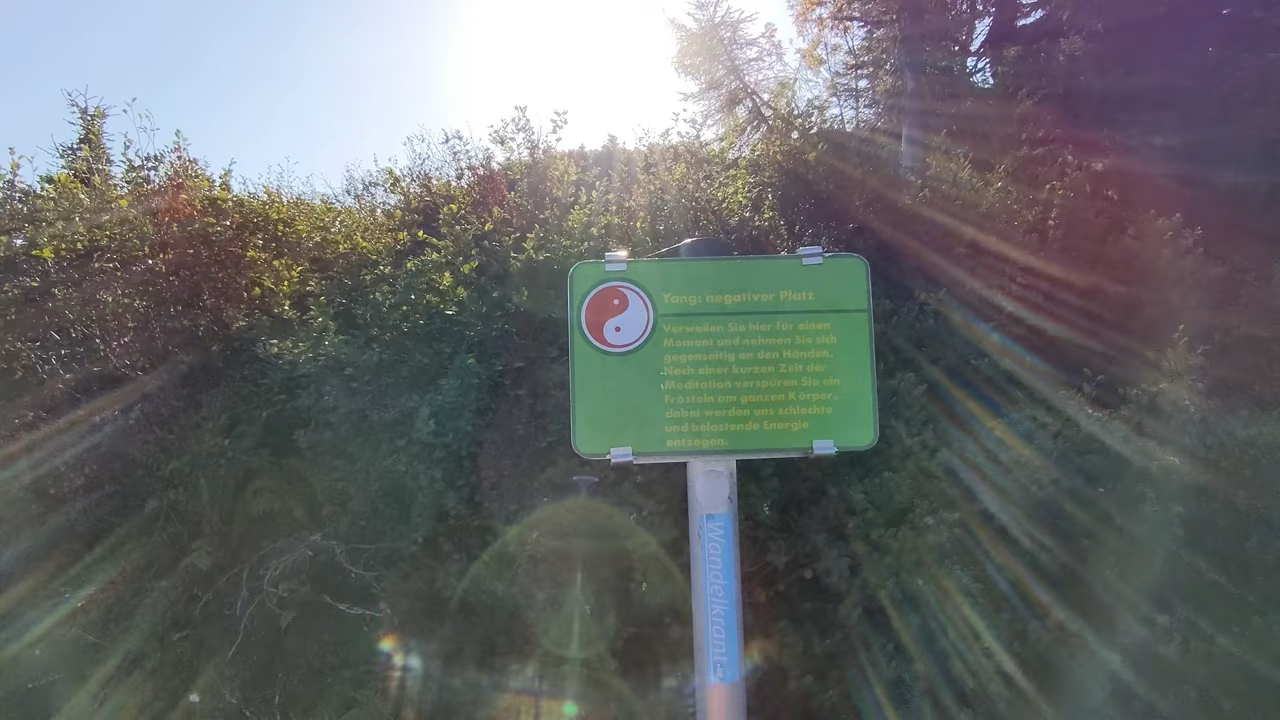 Yang: negativer Platz
Verweilen Sie hier für einen
Moment und nehmen Sie sich
gegenseitig an den Händen.
Nach einer kurzen Zeit der
Meditation verspüren Sie ein
Frösteln am ganzen Körper,
dabei werden uns schlechte
und belastende Energie
entzogen.
Wandelkrant